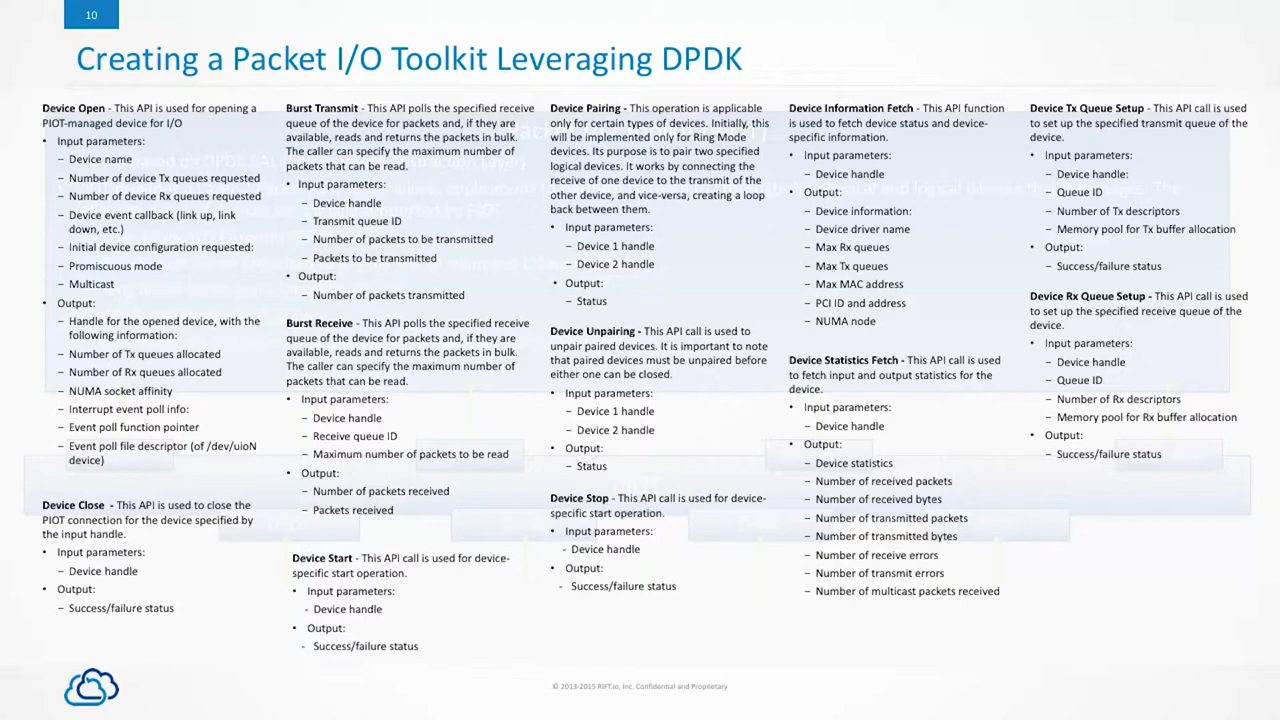 10
Creating a Packet I/O Toolkit Leveraging DPDK
Device Open - This API is used for opening a
PIOT-managed device for I/O
• Input parameters:
– Device name
– Number of device Tx queues requested
– Number of device Rx queues requested
– Device event callback (link up, link
down, etc.)
– Initial device configuration requested:
– Promiscuous mode
– Multicast
• Output:
– Handle for the opened device, with the
following information:
– Number of Tx queues allocated
– Number of Rx queues allocated
– NUMA socket affinity
– Interrupt event poll info:
– Event poll function pointer
– Event poll file descriptor (of /dev/uioN
device)
Device Close - This API is used to close the
PIOT connection for the device specified by
the input handle.
• Input parameters:
– Device handle
• Output:
– Success/failure status
Burst Transmit - This API polls the specified receive
queue of the device for packets and, if they are
available, reads and returns the packets in bulk.
The caller can specify the maximum number of
packets that can be read.
• Input parameters:
– Device handle
– Transmit queue ID
– Number of packets to be transmitted
– Packets to be transmitted
• Output:
– Number of packets transmitted
Burst Receive - This API polls the specified receive
queue of the device for packets and, if they are
available, reads and returns the packets in bulk.
The caller can specify the maximum number of
packets that can be read.
• Input parameters:
– Device handle
– Receive queue ID
– Maximum number of packets to be read
• Output:
– Number of packets received
– Packets received
Device Start - This API call is used for device-
specific start operation.
• Input parameters:
- Device handle
• Output:
- Success/failure status
Device Pairing - This operation is applicable
only for certain types of devices. Initially, this
will be implemented only for Ring Mode
devices. Its purpose is to pair two specified
logical devices. It works by connecting the
receive of one device to the transmit of the
other device, and vice-versa, creating a loop
back between them.
• Input parameters:
– Device 1 handle
– Device 2 handle
• Output:
– Status
Device Unpairing - This API call is used to
unpair paired devices. It is important to note
that paired devices must be unpaired before
either one can be closed.
• Input parameters:
– Device 1 handle
– Device 2 handle
• Output:
– Status
Device Stop - This API call is used for device-
specific start operation.
• Input parameters:
- Device handle
• Output:
- Success/failure status
Device Information Fetch - This API function
is used to fetch device status and device-
specific information.
• Input parameters:
– Device handle
• Output:
– Device information:
– Device driver name
– Max Rx queues
– Max Tx queues
– Max MAC address
– PCI ID and address
– NUMA node
Device Statistics Fetch - This API call is used
to fetch input and output statistics for the
device.
• Input parameters:
– Device handle
• Output:
– Device statistics
– Number of received packets
– Number of received bytes
– Number of transmitted packets
– Number of transmitted bytes
– Number of receive errors
– Number of transmit errors
– Number of multicast packets received
Device Tx Queue Setup - This API call is used
to set up the specified transmit queue of the
device.
• Input parameters:
– Device handle:
– Queue ID
– Number of Tx descriptors
– Memory pool for Tx buffer allocation
• Output:
– Success/failure status
Device Rx Queue Setup - This API call is used
to set up the specified receive queue of the
device.
• Input parameters:
– Device handle
– Queue ID
– Number of Rx descriptors
– Memory pool for Rx buffer allocation
• Output:
– Success/failure status
© 2013-2015 RIFT.io, Inc. Confidential and Proprietary